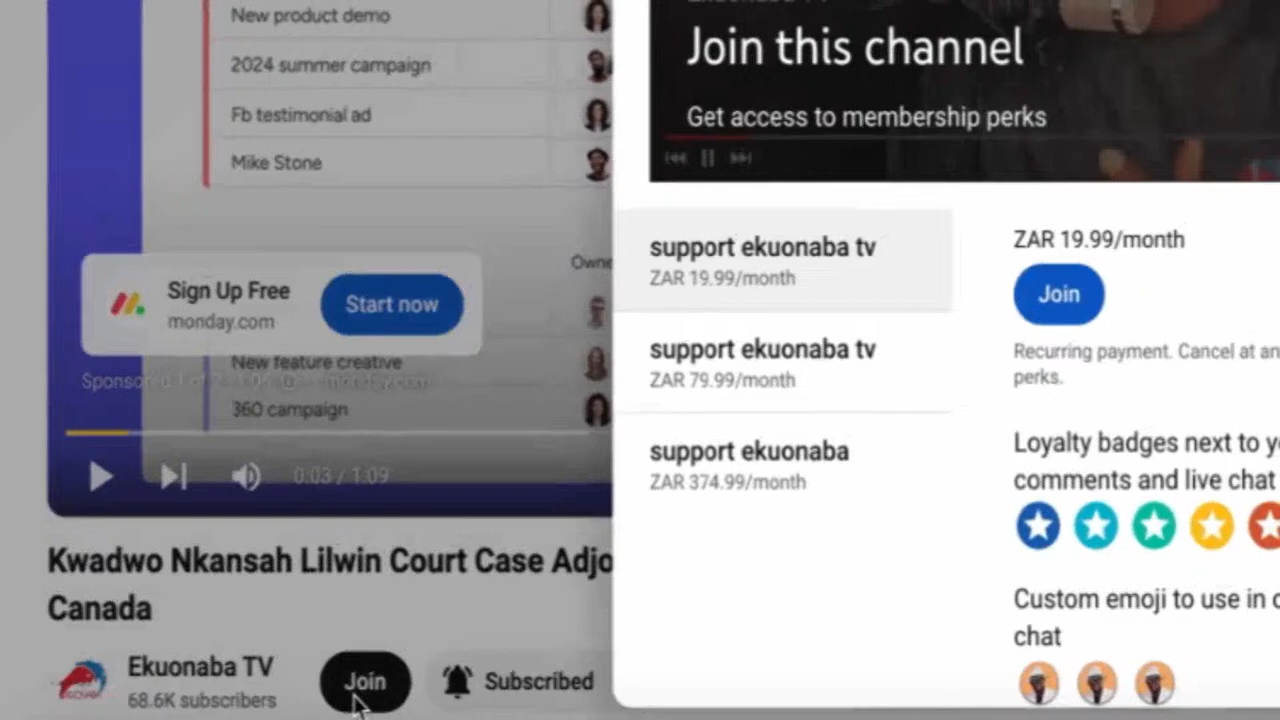 New product demo
2024 summer campaign
Fb testimonial ad
Mike Stone
Owne
Sign Up Free
monday.com
Start now
New feature creative
360 campaign
0:03 / 1:09
Kwadwo Nkansah Lilwin Court Case Adjo
Canada
Ekuonaba TV
68.6K subscribers
Join
Subscribed
Join this channel
Get access to membership perks
support ekuonaba tv
ZAR 19.99/month
support ekuonaba tv
ZAR 79.99/month
support ekuonaba
ZAR 374.99/month
ZAR 19.99/month
Join
Recurring payment. Cancel at an
perks.
Loyalty badges next to y
comments and live chat
Custom emoji to use in c
chat